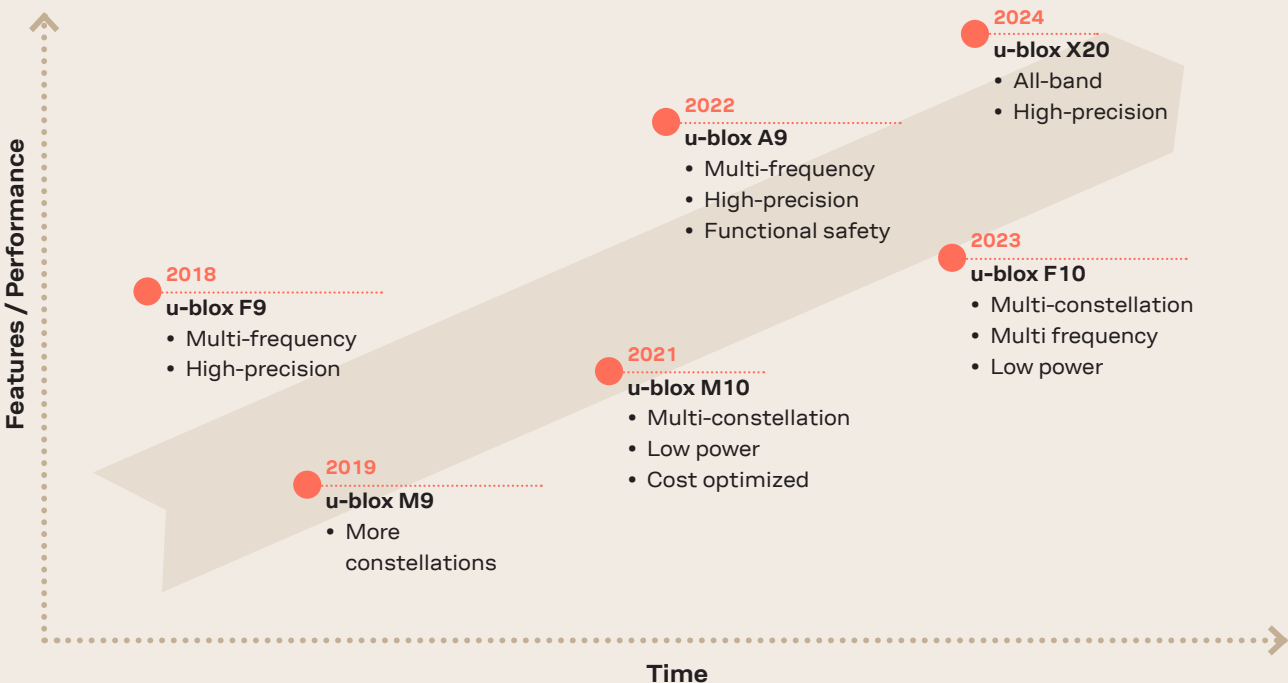 Features / Performance
2018
u-blox F9
• Multi-frequency
• High-precision
2019
u-blox M9
• More
constellations
2021
u-blox M10
• Multi-constellation
• Low power
• Cost optimized
2022
u-blox A9
• Multi-frequency
• High-precision
• Functional safety
2023
u-blox F10
• Multi-constellation
• Multi frequency
• Low power
2024
u-blox X20
• All-band
• High-precision
Time